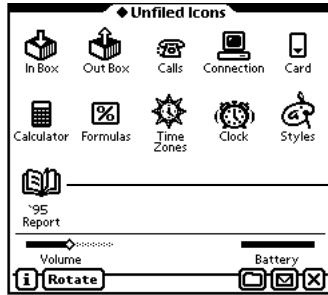 Unfiled Icons
In Box Out Box Calls Connection Card
Calculator Formulas Time Zones Clock Styles
'95 Report
Volume Battery
i Rotate X